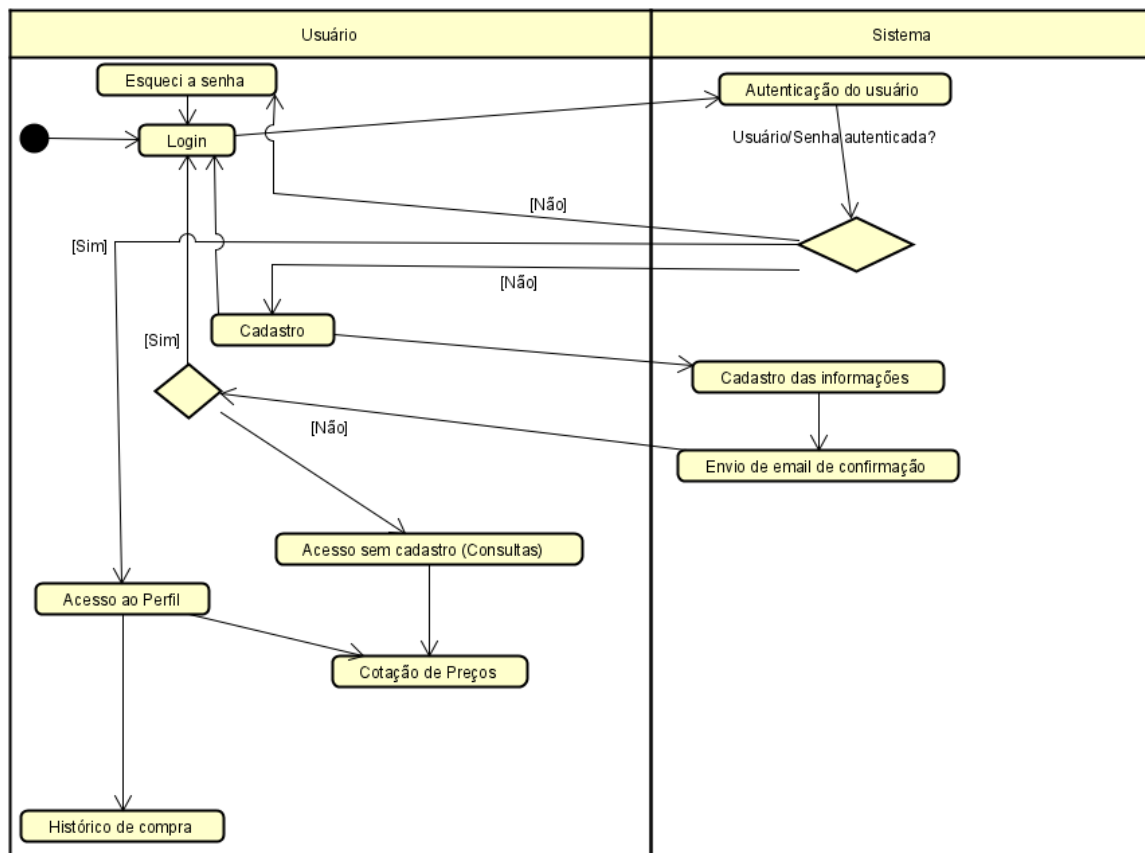 Usuário
Sistema
Esqueci a senha
Autenticação do usuário
Login
Usuário/Senha autenticada?
[Não]
[Sim]
[Não]
Cadastro
[Sim]
Cadastro das informações
[Não]
Envio de email de confirmação
Acesso sem cadastro (Consultas)
Acesso ao Perfil
Cotação de Preços
Histórico de compra